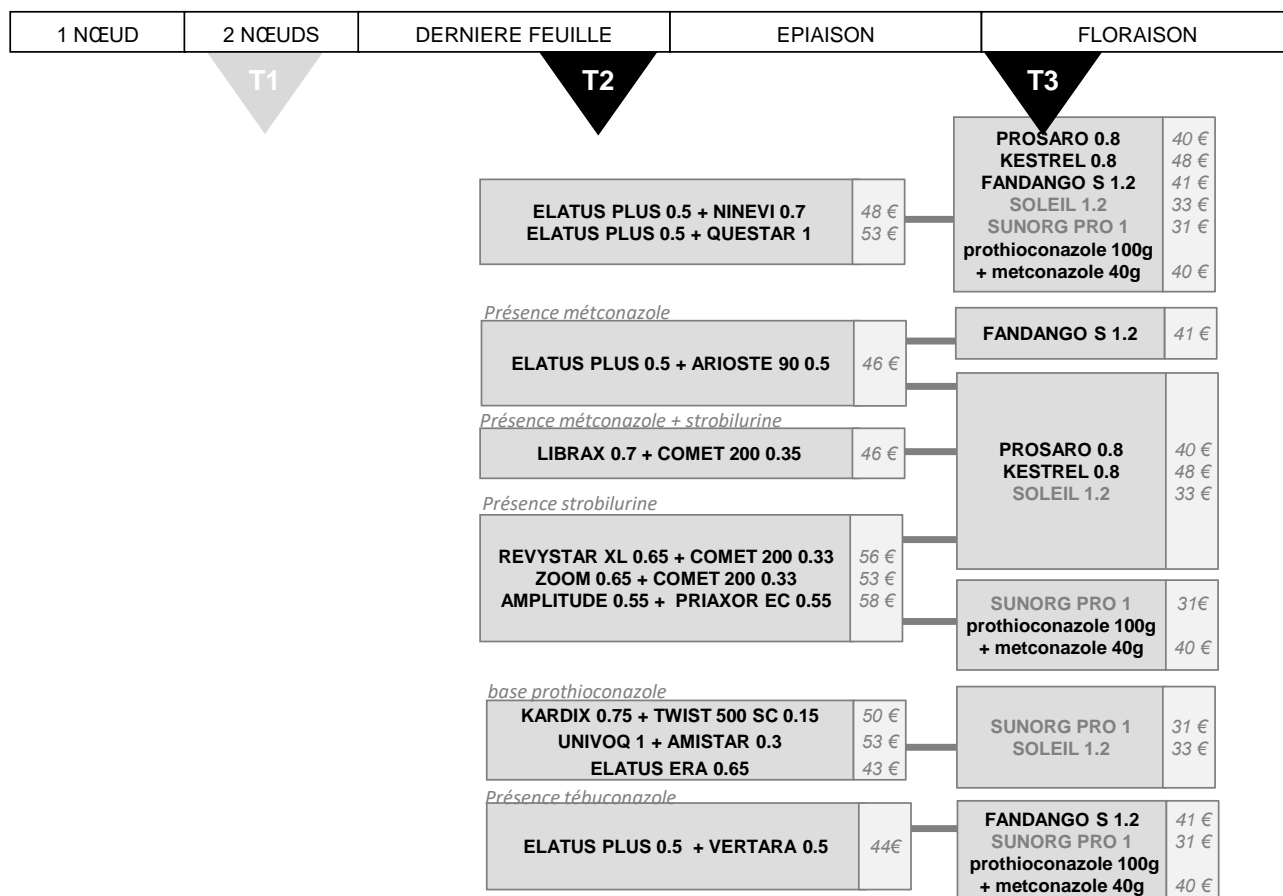 1 NŒUD
2 NŒUDS
DERNIERE FEUILLE
EPIAISON
FLORAISON
T1
T2
T3
PROSARO 0.8 40 €
KESTREL 0.8 48 €
FANDANGO S 1.2 41 €
SOLEIL 1.2 33 €
SUNORG PRO 1 31 €
prothioconazole 100g
+ metconazole 40g 40 €
ELATUS PLUS 0.5 + NINEVI 0.7 48 €
ELATUS PLUS 0.5 + QUESTAR 1 53 €
Présence métconazole
ELATUS PLUS 0.5 + ARIOSTE 90 0.5 46 €
FANDANGO S 1.2 41 €
Présence métconazole + strobilurine
LIBRAX 0.7 + COMET 200 0.35 46 €
PROSARO 0.8 40 €
KESTREL 0.8 48 €
SOLEIL 1.2 33 €
Présence strobilurine
REVYSTAR XL 0.65 + COMET 200 0.33 56 €
ZOOM 0.65 + COMET 200 0.33 53 €
AMPLITUDE 0.55 + PRIAXOR EC 0.55 58 €
SUNORG PRO 1 31€
prothioconazole 100g
+ metconazole 40g 40 €
base prothioconazole
KARDIX 0.75 + TWIST 500 SC 0.15 50 €
UNIVOQ 1 + AMISTAR 0.3 53 €
ELATUS ERA 0.65 43 €
SUNORG PRO 1 31 €
SOLEIL 1.2 33 €
Présence tébuconazole
ELATUS PLUS 0.5 + VERTARA 0.5 44€
FANDANGO S 1.2 41 €
SUNORG PRO 1 31 €
prothioconazole 100g
+ metconazole 40g 40 €